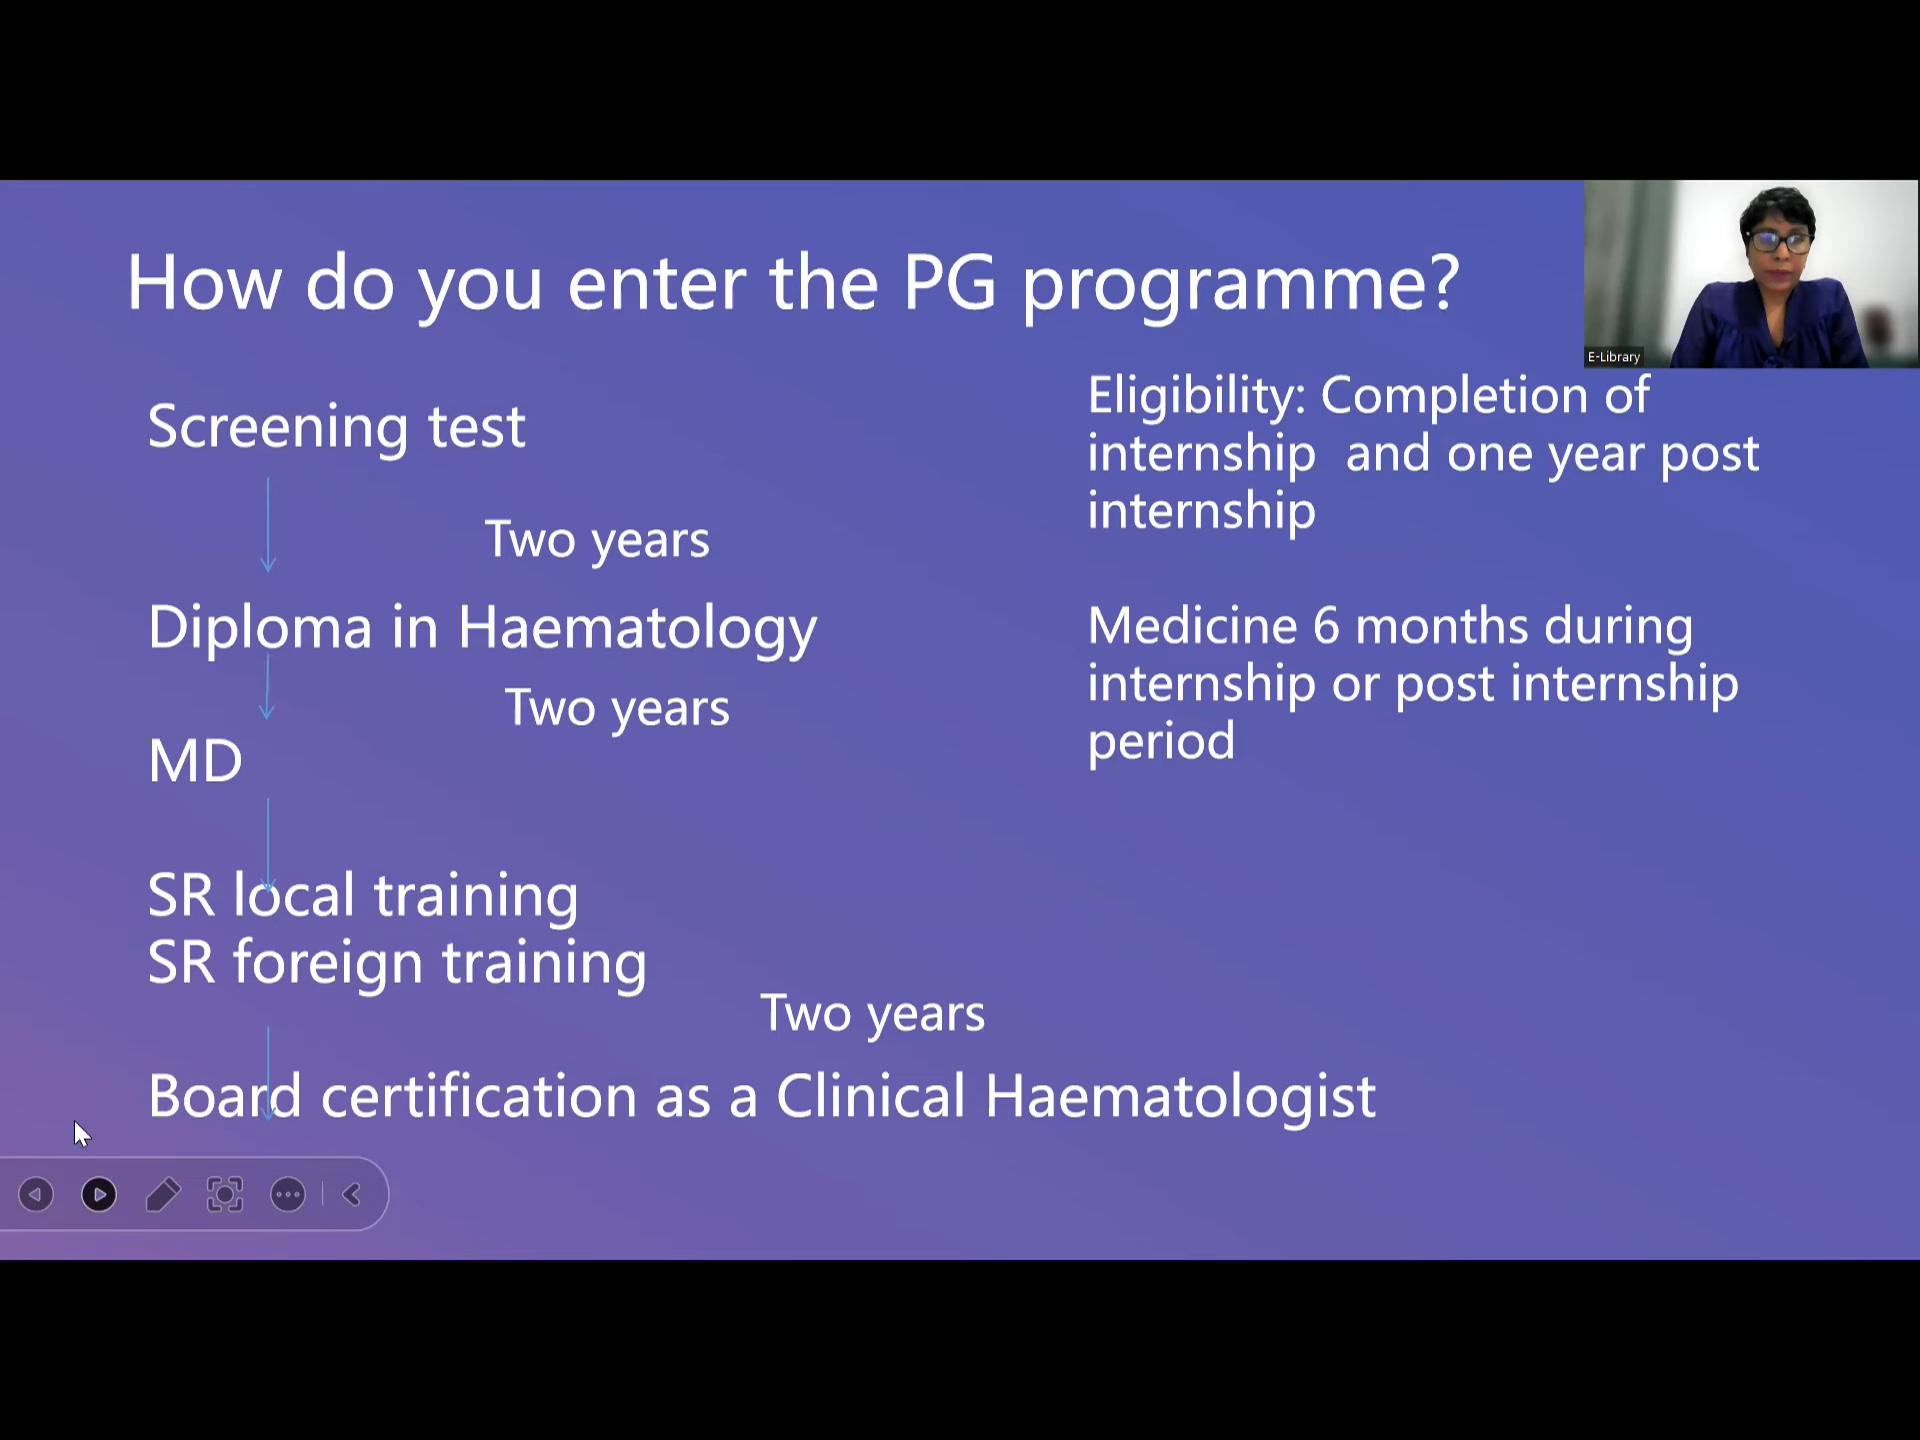 How do you enter the PG programme?
E-Library
Screening test
Two years
Diploma in Haematology
Two years
MD
SR local training
SR foreign training
Two years
Board certification as a Clinical Haematologist
Eligibility: Completion of
internship  and one year post
internship
Medicine 6 months during
internship or post internship
period